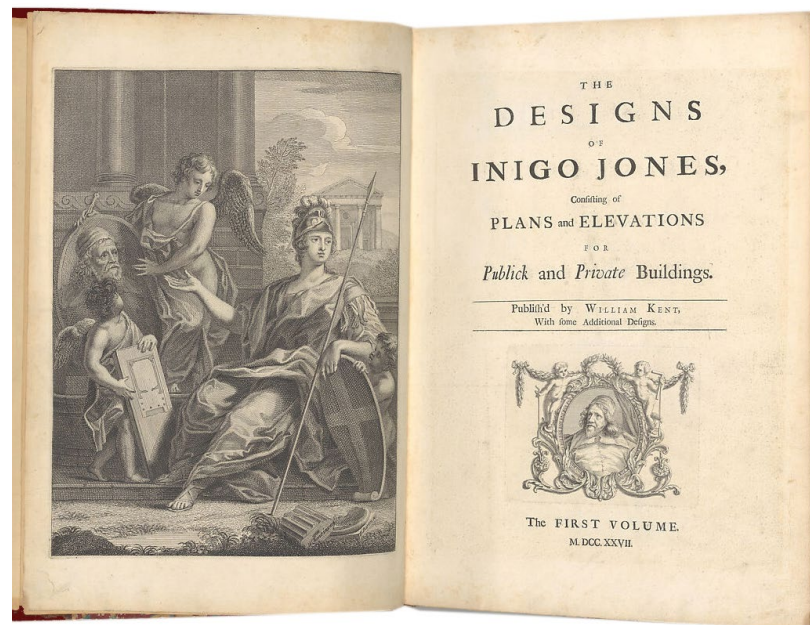 THE
DESIGNS
OF
INIGO JONES,
Consisting of
PLANS and ELEVATIONS
FOR
Publick and Private Buildings.
Publish'd by WILLIAM KENT,
With some Additional Designs.
The FIRST VOLUME.
M. DCC. XXVII.